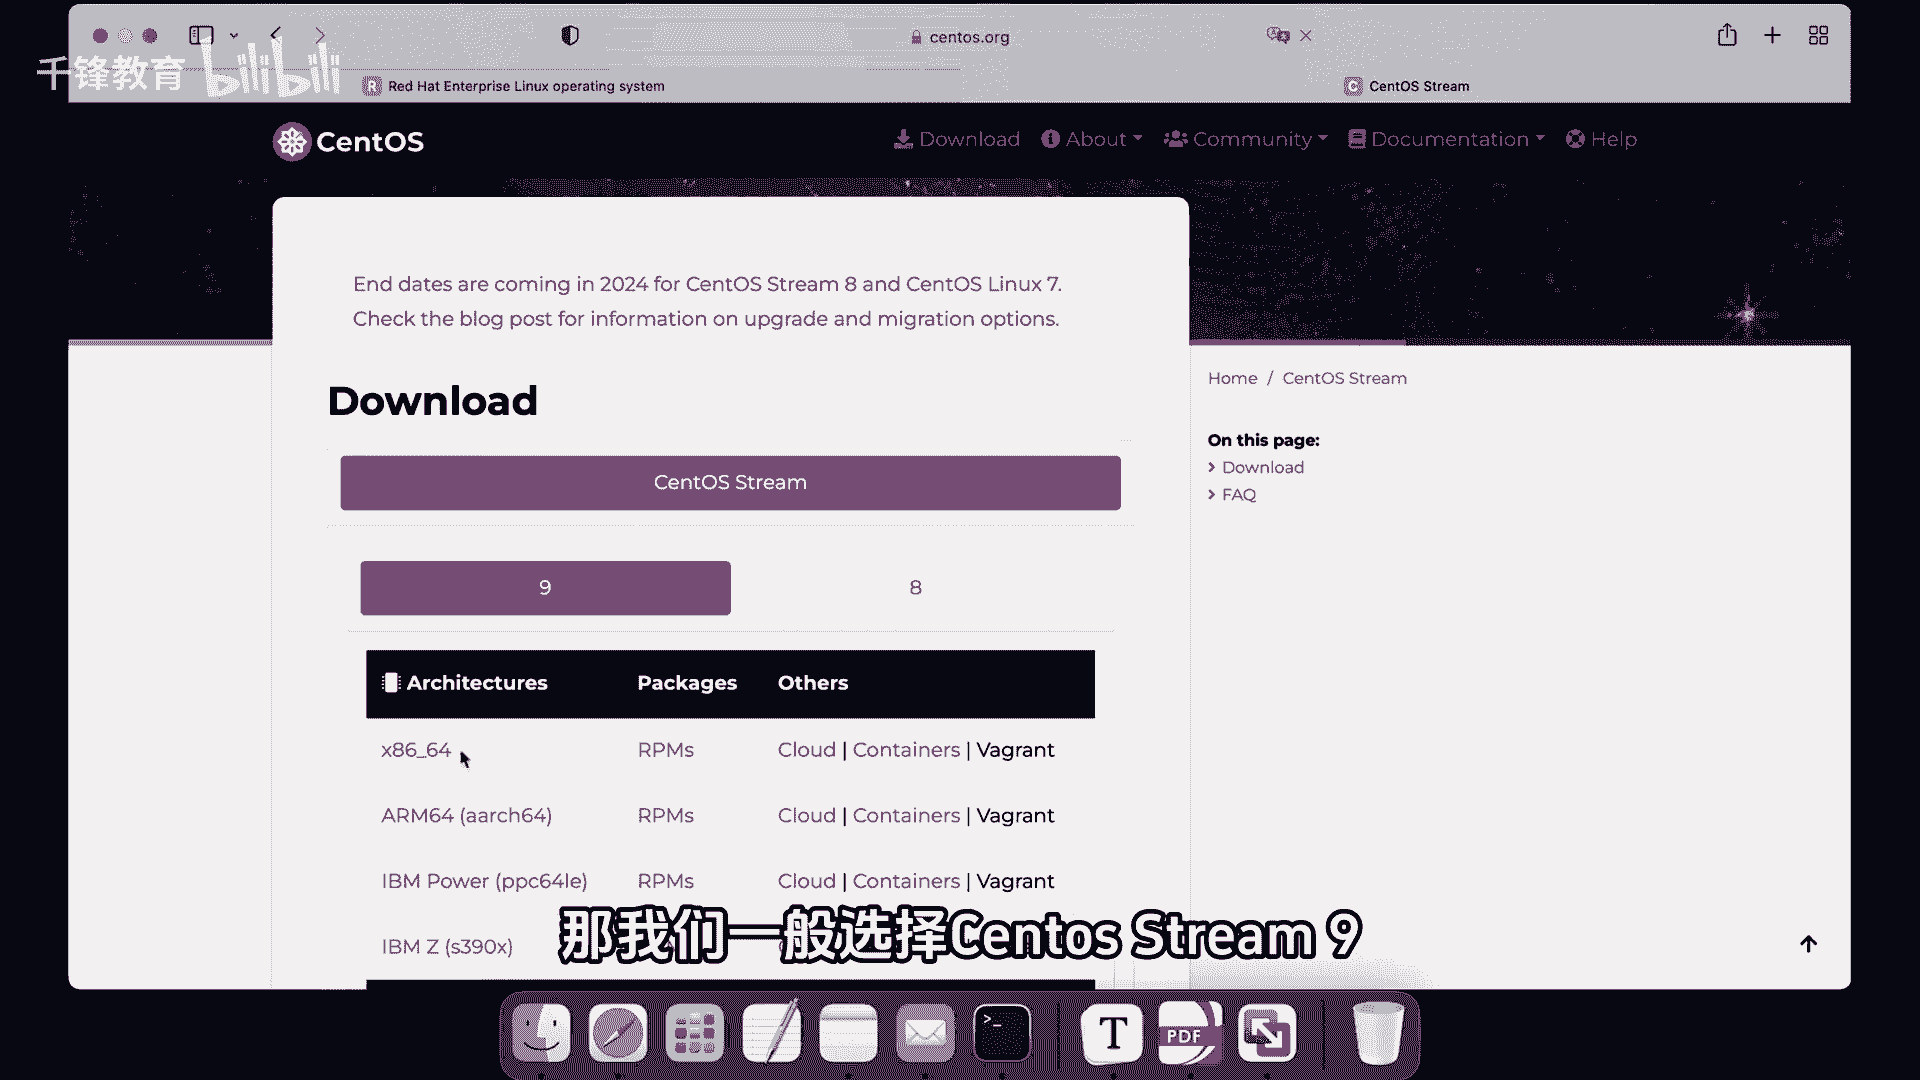 centos.org
千锋教育 bilibili
Red Hat Enterprise Linux operating system
CentOS Stream
CentOS
Download
About
Community
Documentation
Help
End dates are coming in 2024 for CentOS Stream 8 and CentOS Linux 7.
Check the blog post for information on upgrade and migration options.
Download
CentOS Stream
9 8
Architectures Packages Others
x86_64 RPMs Cloud | Containers | Vagrant
ARM64 (aarch64) RPMs Cloud | Containers | Vagrant
IBM Power (ppc64le) RPMs Cloud | Containers | Vagrant
IBM Z (s390x)
Home / CentOS Stream
On this page:
Download
FAQ
那我们一般选择Centos Stream 9
T
PDF